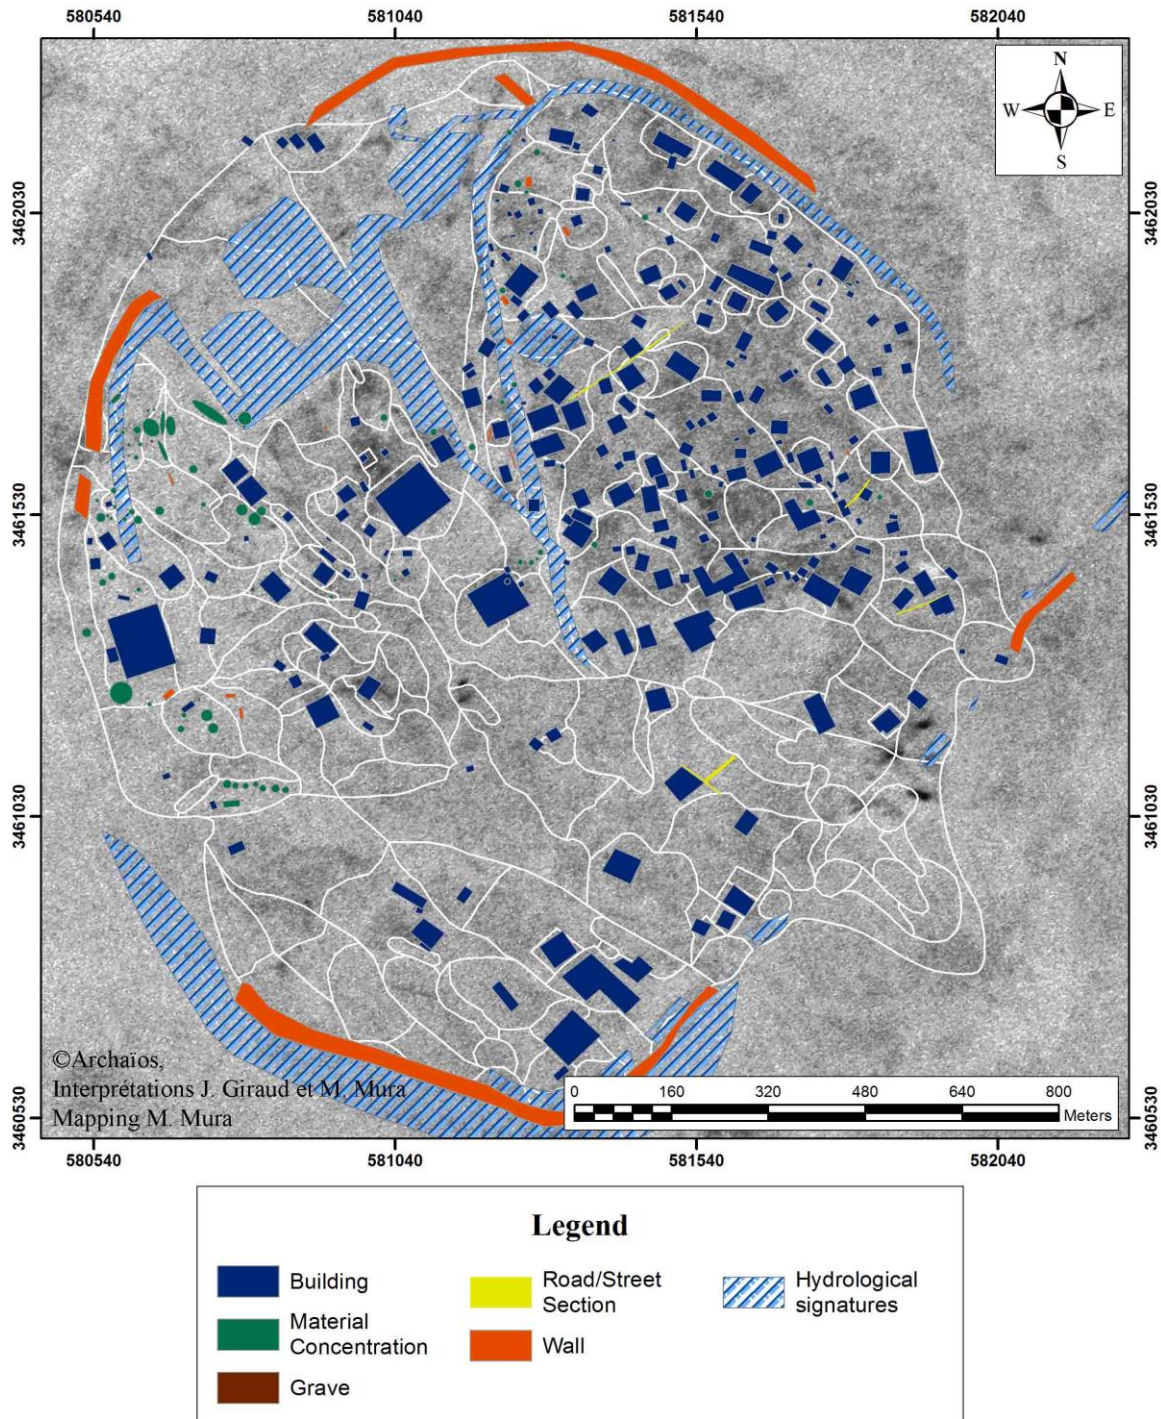 580540 581040 581540 582040
N
W E
S
3462030 3462030
3461530 3461530
3461030 3461030
3460530 3460530
©Archaïos,
Interprétations J. Giraud et M. Mura
Mapping M. Mura
0 160 320 480 640 800
Meters
580540 581040 581540 582040
Legend
Building
Material
Concentration
Grave
Road/Street
Section
Wall
Hydrological
signatures